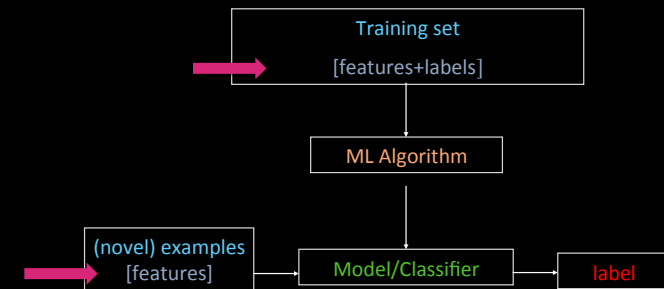 Training set
[features+labels]
ML Algorithm
(novel) examples
[features]
Model/Classifier
label